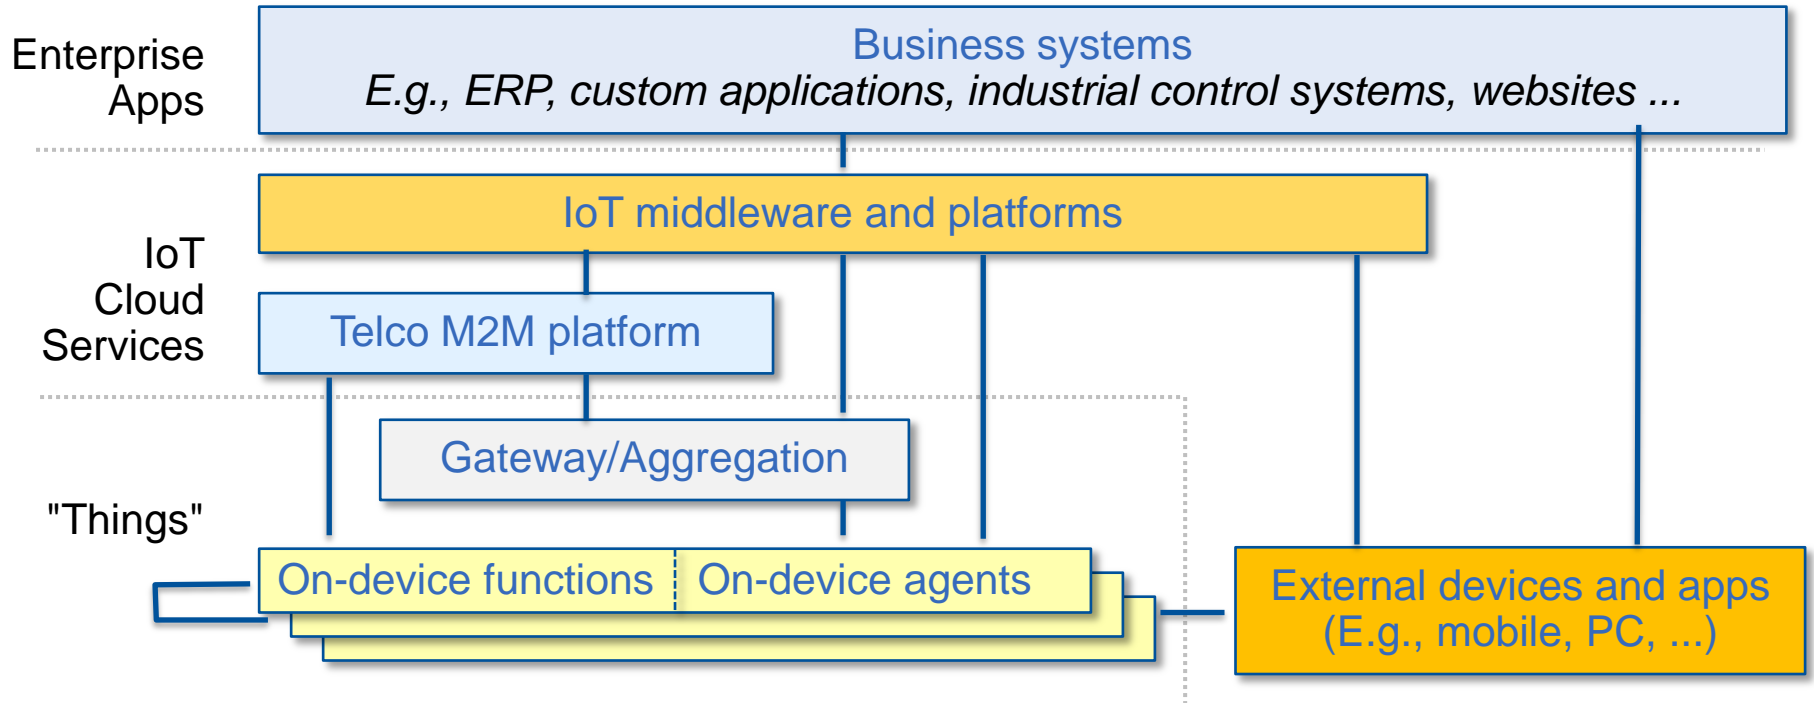 Enterprise
Apps
Business systems
E.g., ERP, custom applications, industrial control systems, websites ...
IoT
Cloud
Services
IoT middleware and platforms
Telco M2M platform
"Things"
Gateway/Aggregation
On-device functions
On-device agents
External devices and apps
(E.g., mobile, PC, ...)